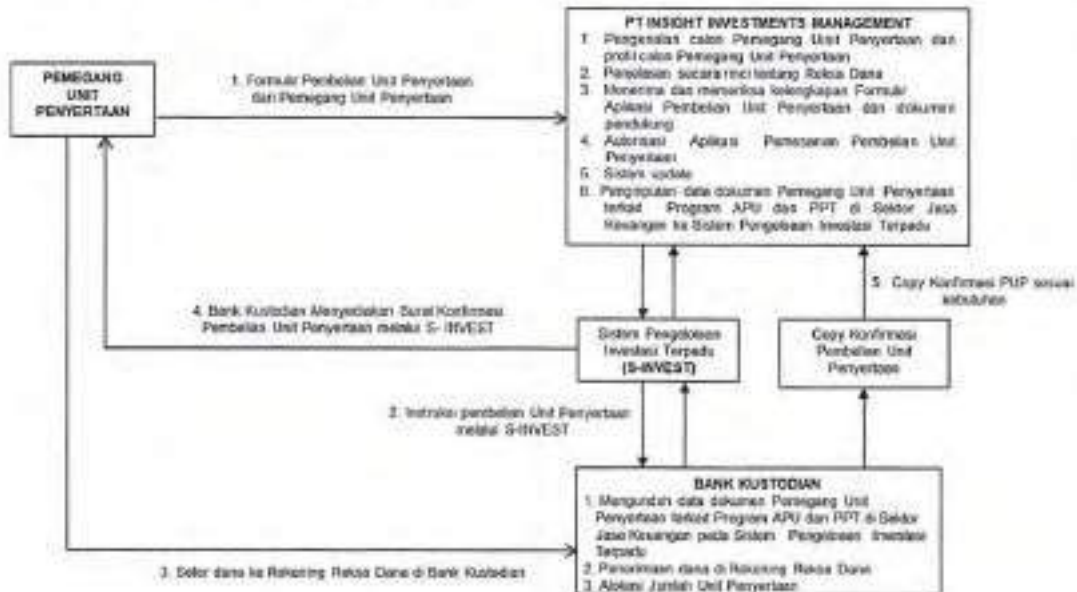 PT INSIGHT INVESTMENTS MANAGEMENT
1. Pengenalan calon Pemegang Unit Penyertaan dan
profil calon Pemegang Unit Penyertaan
2. Penjelasan secara rinci tentang Reksa Dana
3. Menerima dan memeriksa kelengkapan Formulir
Aplikasi Pembelian Unit Penyertaan dan dokumen
pendukung
4. Autorisasi Aplikasi Pemesanan Pembelian Unit
Penyertaan
5. Sistem update
6. Penginputan data dokumen Pemegang Unit Penyertaan
terkait Program APU dan PPT di Sektor Jasa
Keuangan ke Sistem Pengelolaan Investasi Terpadu
PEMEGANG
UNIT
PENYERTAAN
1. Formulir Pembelian Unit Penyertaan
dari Pemegang Unit Penyertaan
5. Copy Konfirmasi PUP sesuai
kebutuhan
4. Bank Kustodian Menyediakan Surat Konfirmasi
Pembelian Unit Penyertaan melalui S- INVEST
Sistem Pengelolaan
Investasi Terpadu
(S-INVEST)
Copy Konfirmasi
Pembelian Unit
Penyertaan
2. Instruksi pembelian Unit Penyertaan
melalui S-INVEST
BANK KUSTODIAN
1. Mengunduh data dokumen Pemegang Unit
Penyertaan terkait Program APU dan PPT di Sektor
Jasa Keuangan pada Sistem Pengelolaan Investasi
Terpadu
2. Penerimaan dana di Rekening Reksa Dana
3. Alokasi Jumlah Unit Penyertaan
3. Setor dana ke Rekening Reksa Dana di Bank Kustodian